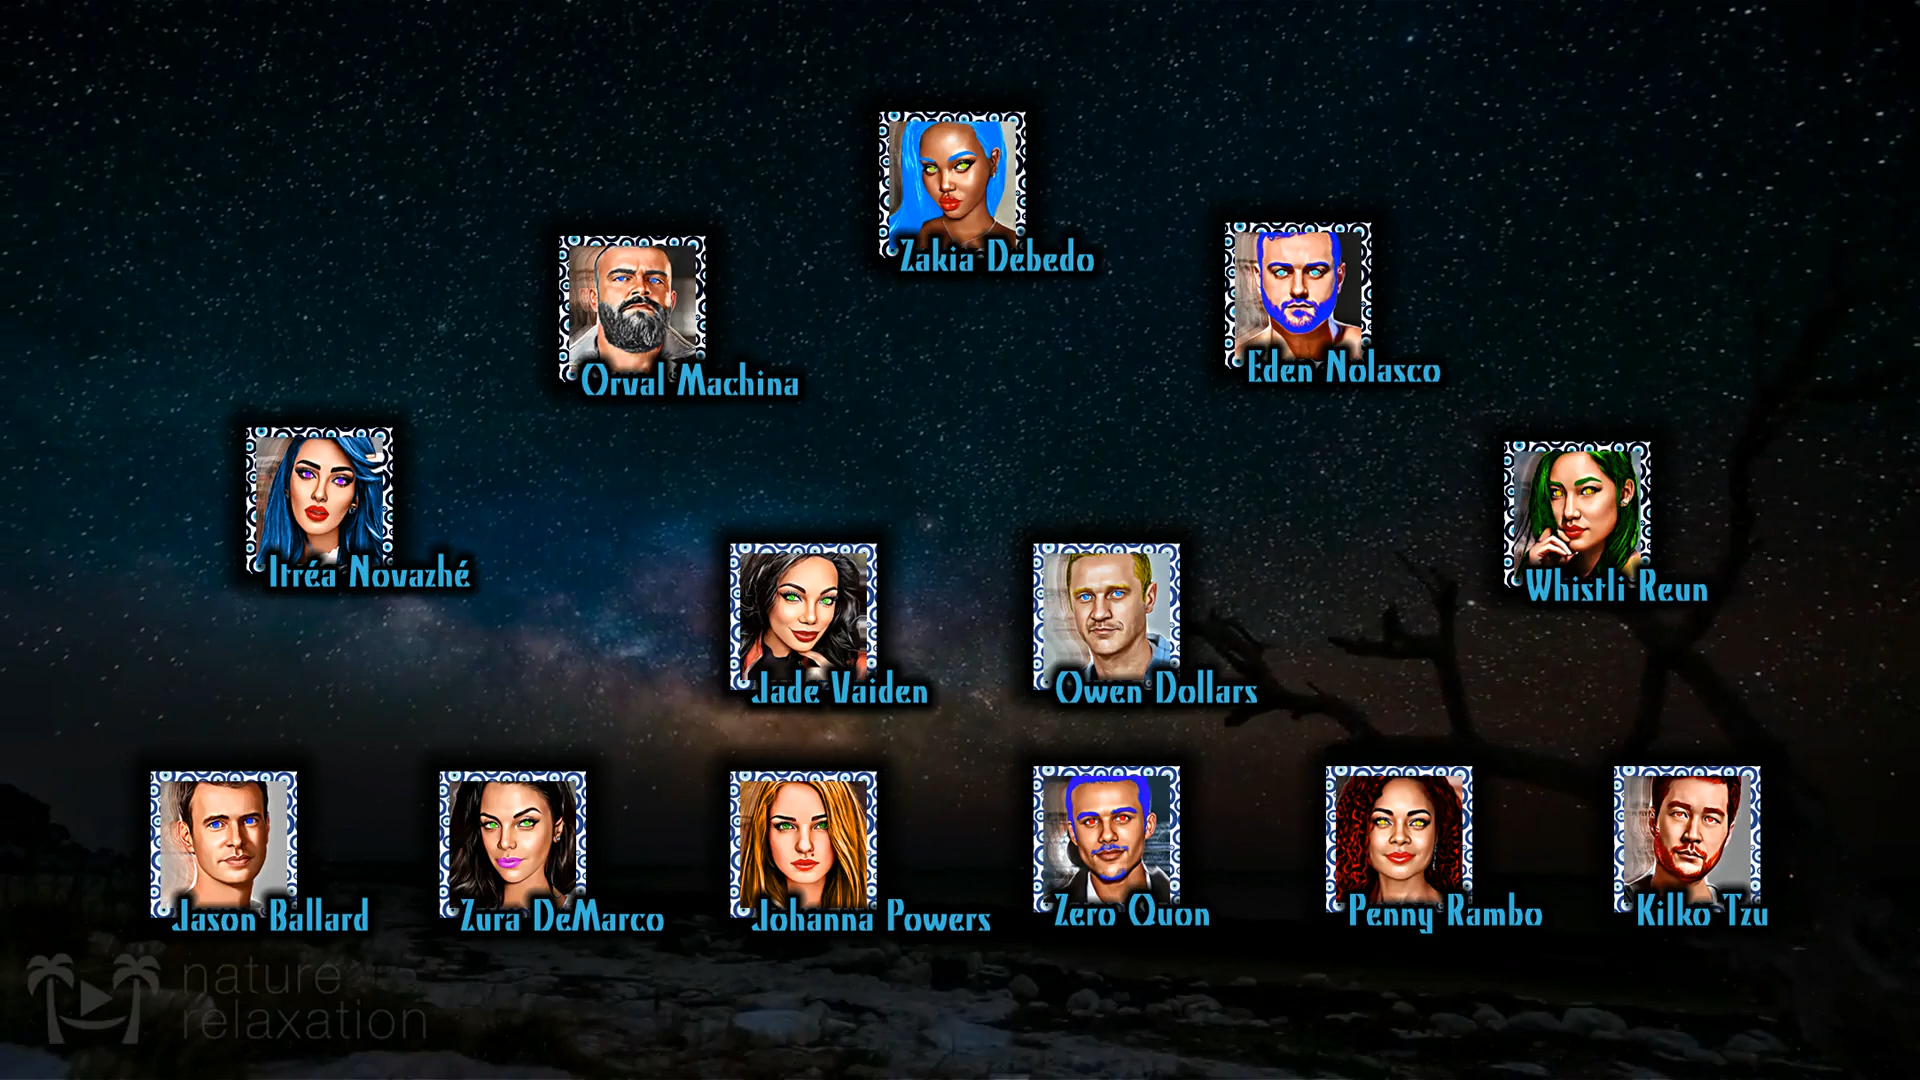 Zakia Debedo
Orval Machina
Eden Nolasco
Itréa Novazhé
Whistli Reun
Jade Vaiden
Owen Dollars
Jason Ballard
Zura DeMarco
Johanna Powers
Zero Quon
Penny Rambo
Kilko Tzu
nature
relaxation